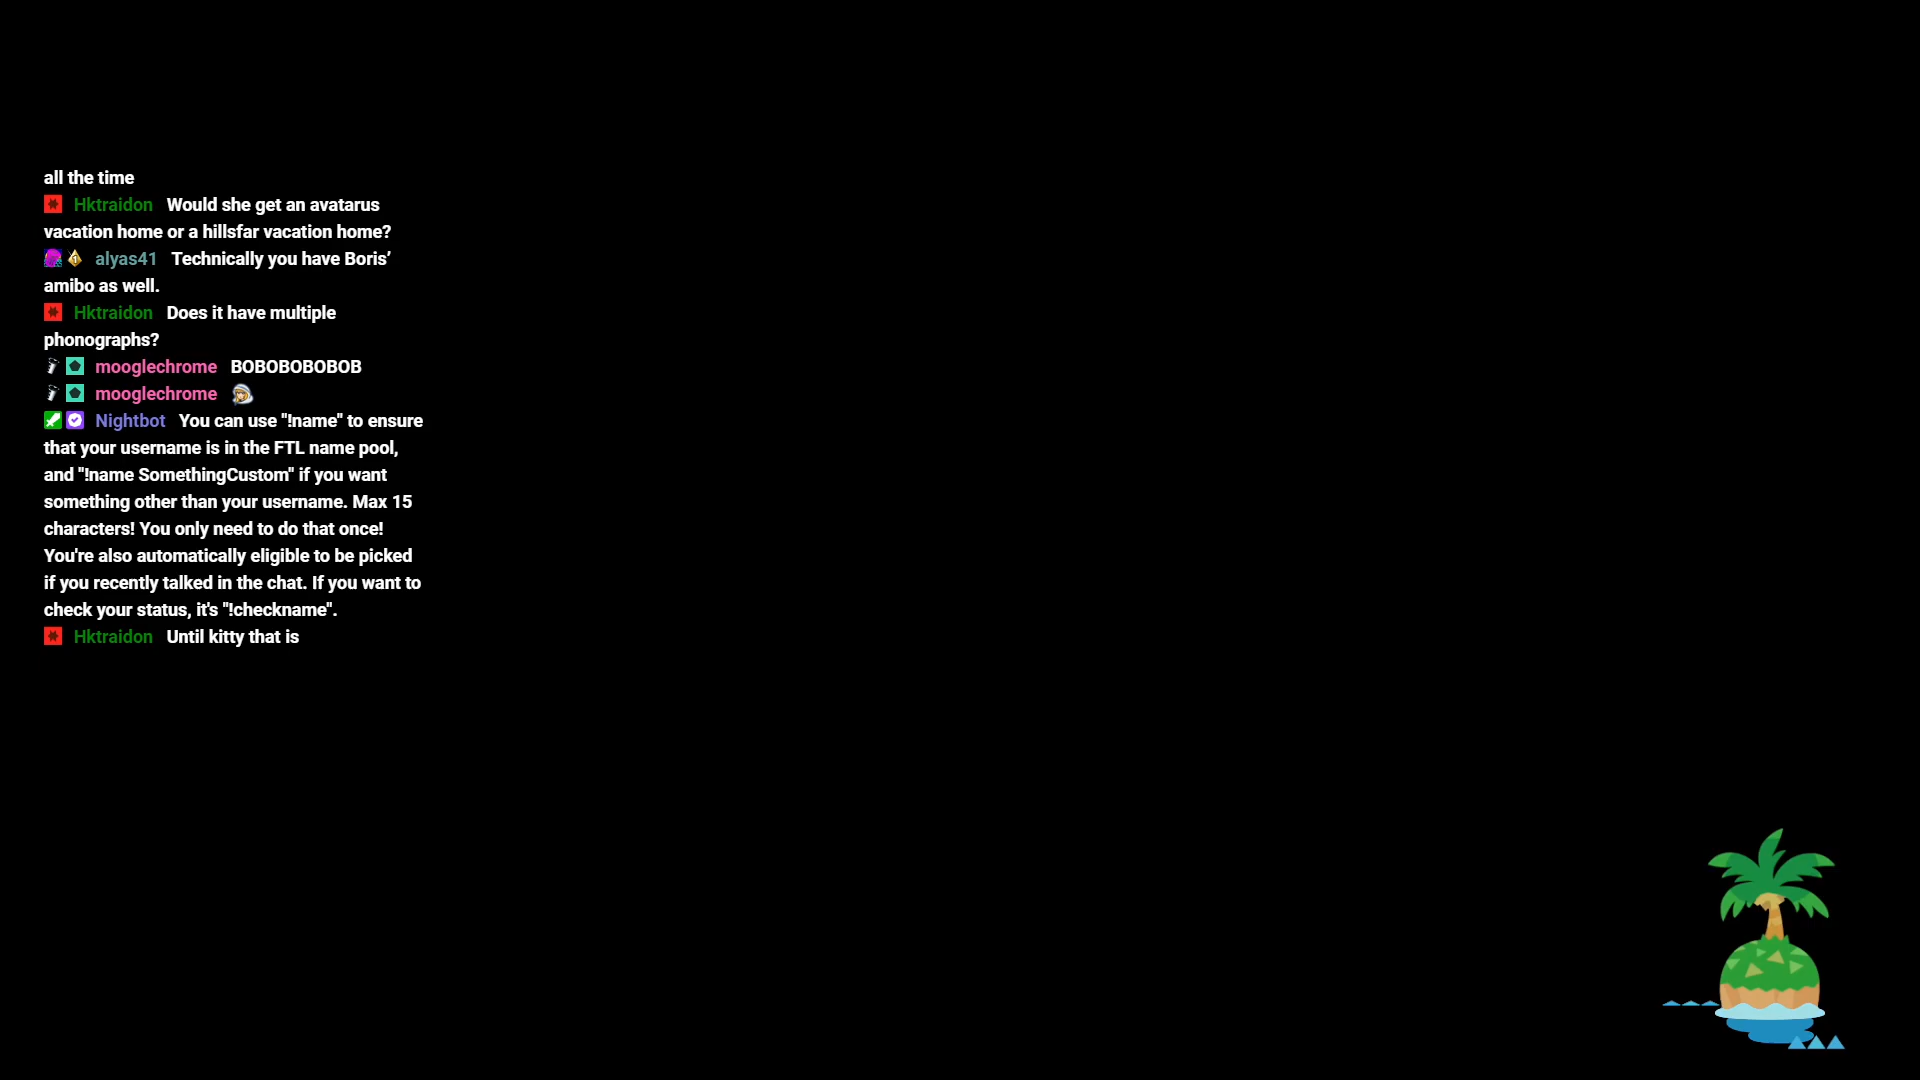 all the time
Hktraidon Would she get an avatarus
vacation home or a hillsfar vacation home?
alyas41 Technically you have Boris’
amibo as well.
Hktraidon Does it have multiple
phonographs?
mooglechrome BOBOBOBOBOB
mooglechrome
Nightbot You can use "!name" to ensure
that your username is in the FTL name pool,
and "!name SomethingCustom" if you want
something other than your username. Max 15
characters! You only need to do that once!
You're also automatically eligible to be picked
if you recently talked in the chat. If you want to
check your status, it's "!checkname".
Hktraidon Until kitty that is